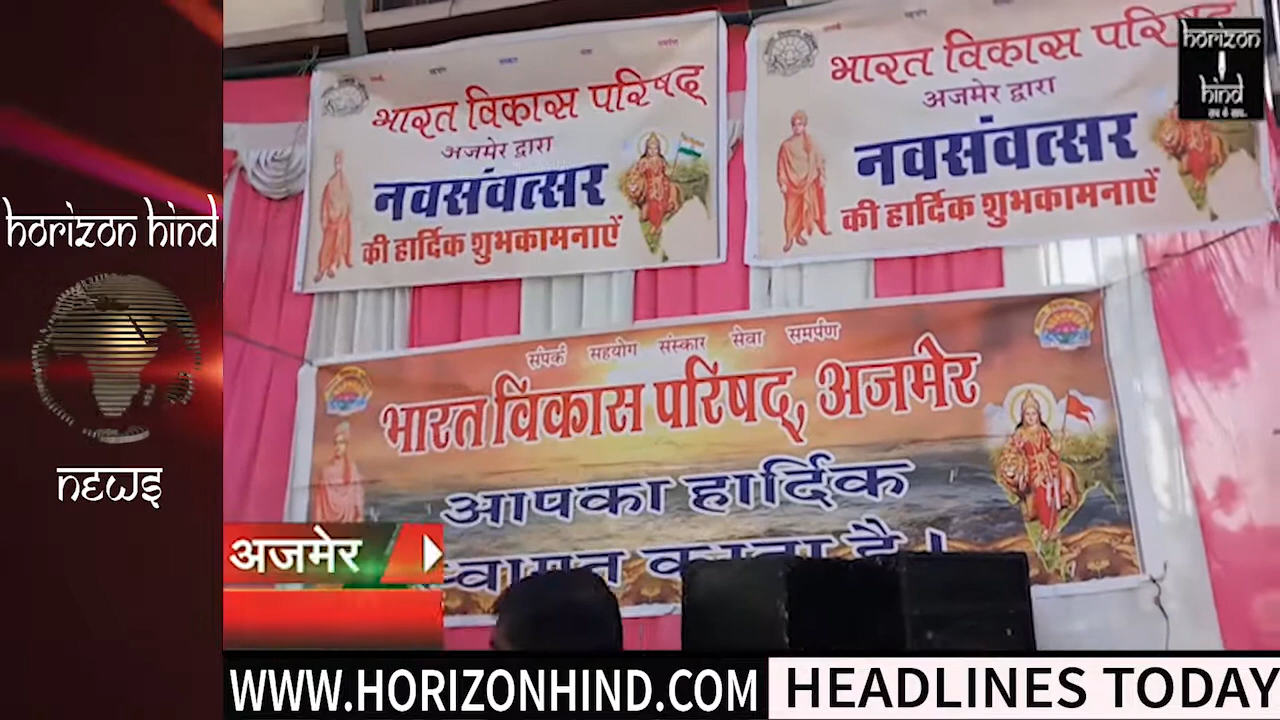 horizon hind
news
भारत विकास परिषद्
अजमेर द्वारा
नवसंवत्सर
की हार्दिक शुभकामनाऐं
भारत विकास परिषद्
अजमेर द्वारा
नवसंवत्सर
की हार्दिक शुभकामनाऐं
horizon
hind
संपर्क सहयोग संस्कार सेवा समर्पण
भारत विकास परिषद्, अजमेर
आपका हार्दिक
स्वागत करता है।
अजमेर
WWW.HORIZONHIND.COM
HEADLINES TODAY